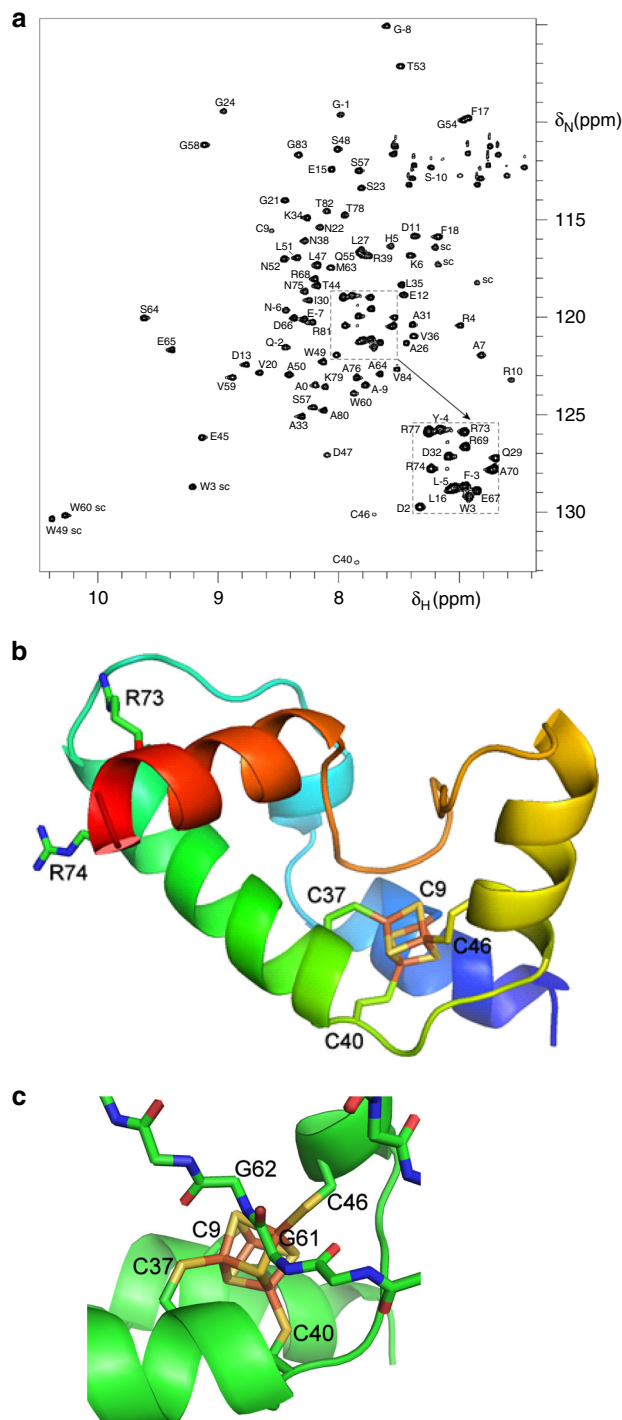 a
G-8
T53
G24
G-1
F17
G54
δN(ppm)
G58
G83
S48
S57
E15
S23
S-10
G21
T82
T78
115
K34
N22
C9
N38
L27
H5
D11
F18
L51
L47
Q55
R39
sc
N52
M63
K6
sc
R68
N75
T44
L35
I30
E12
S64
N-6
E-7
120
D66
R81
A31
R4
E65
Q-2
V36
A26
A7
D13
W49
V20
A50
A76
A64
V84
R10
V59
A0
K79
A-9
W60
S57
A33
A80
125
E45
D47
Y-4
R77
R73
R69
D32
Q29
R74
A70
W3 sc
L-5
F-3
L16
E67
D2
W3
W60 sc
C46
130
W49 sc
C40
10
9
8
δH(ppm)
b
R73
R74
C37
C9
C46
C40
c
G62
C46
C9
G61
C37
C40